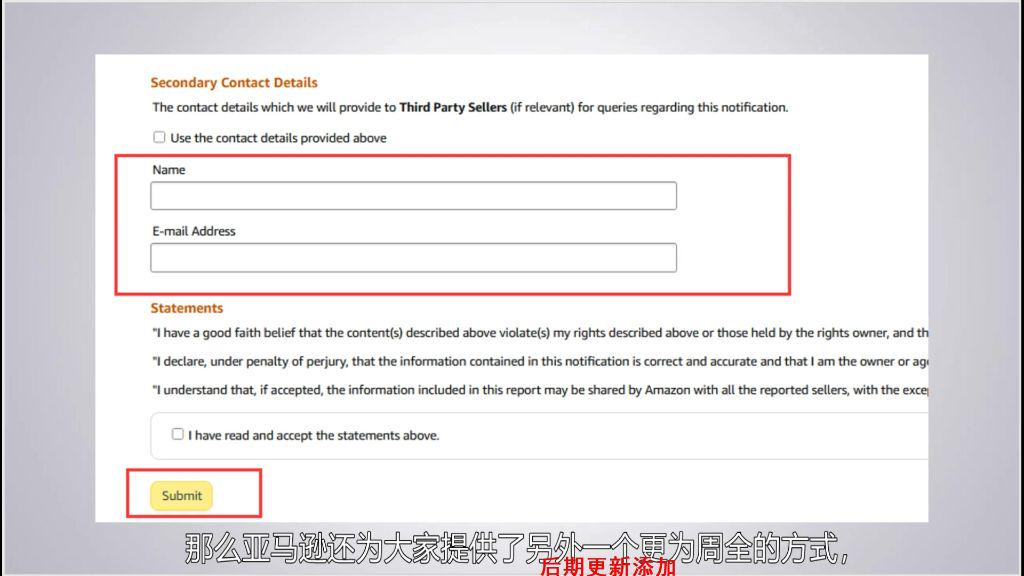 Secondary Contact Details
The contact details which we will provide to Third Party Sellers (if relevant) for queries regarding this notification.
Use the contact details provided above
Name
E-mail Address
Statements
"I have a good faith belief that the content(s) described above violate(s) my rights described above or those held by the rights owner, and
"I declare, under penalty of perjury, that the information contained in this notification is correct and accurate and that I am the owner or
"I understand that, if accepted, the information included in this report may be shared by Amazon with all the reported sellers, with the
I have read and accept the statements above.
Submit
那么亚马逊还为大家提供了另外一个更为周全的方式，
后期更新添加